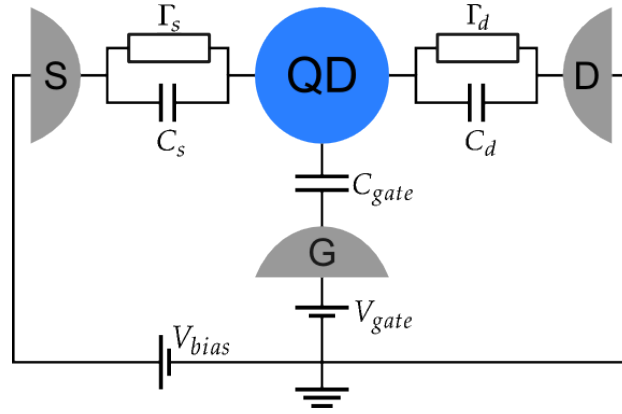 Γs Γd
S QD D
Cs Cd
Cgate
G
Vgate
Vbias